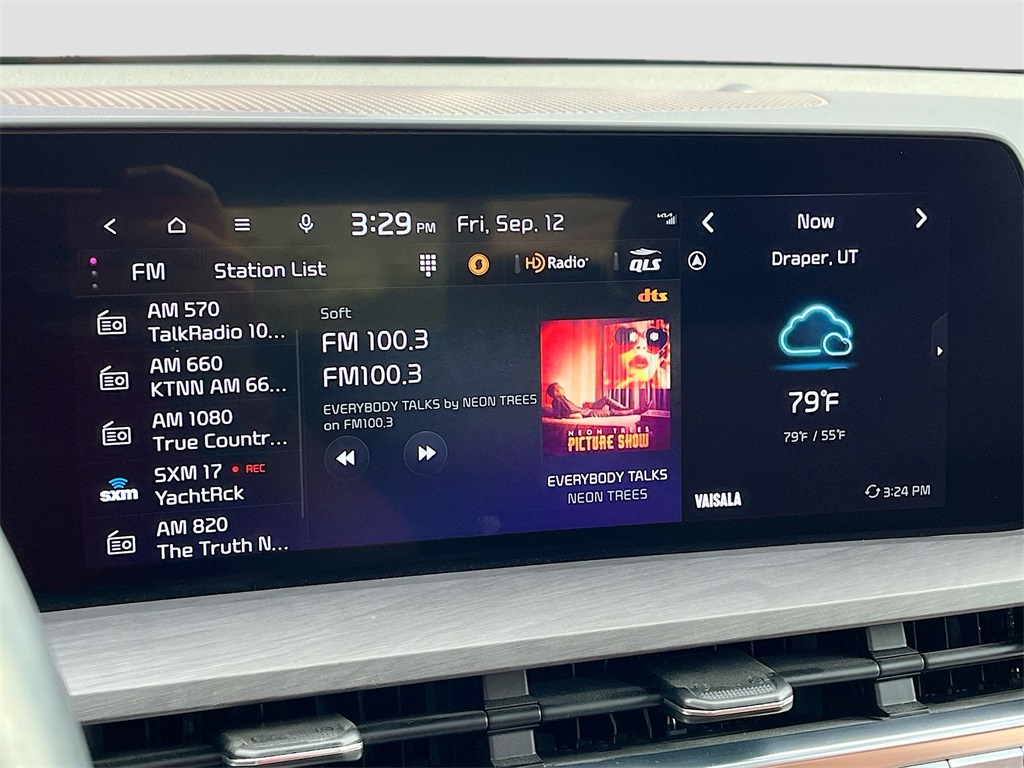 3:29 PM Fri, Sep. 12
FM Station List
HD Radio
QLS
AM 570
TalkRadio 10...
AM 660
KTNN AM 66...
AM 1080
True Countr...
sxm
SXM 17 REC
YachtRck
AM 820
The Truth N...
Soft
FM 100.3
FM100.3
EVERYBODY TALKS by NEON TREES
on FM100.3
dts
NEON TREES
PICTURE SHOW
EVERYBODY TALKS
NEON TREES
Now
Draper, UT
79°F
79°F / 55°F
VAISALA
3:24 PM